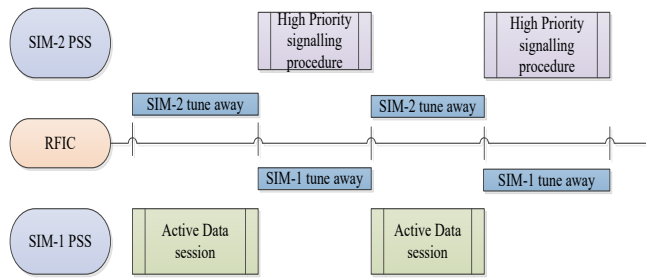 SIM-2 PSS
High Priority
signalling
procedure
High Priority
signalling
procedure
SIM-2 tune away
SIM-2 tune away
RFIC
SIM-1 tune away
SIM-1 tune away
SIM-1 PSS
Active Data
session
Active Data
session